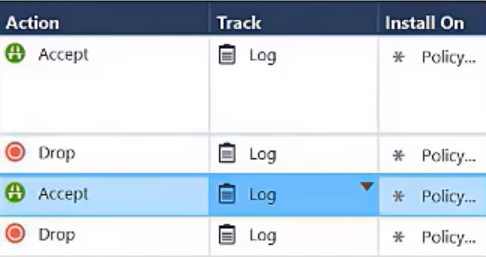 Action Track Install On
Accept Log * Policy...
Drop Log * Policy...
Accept Log * Policy...
Drop Log * Policy...